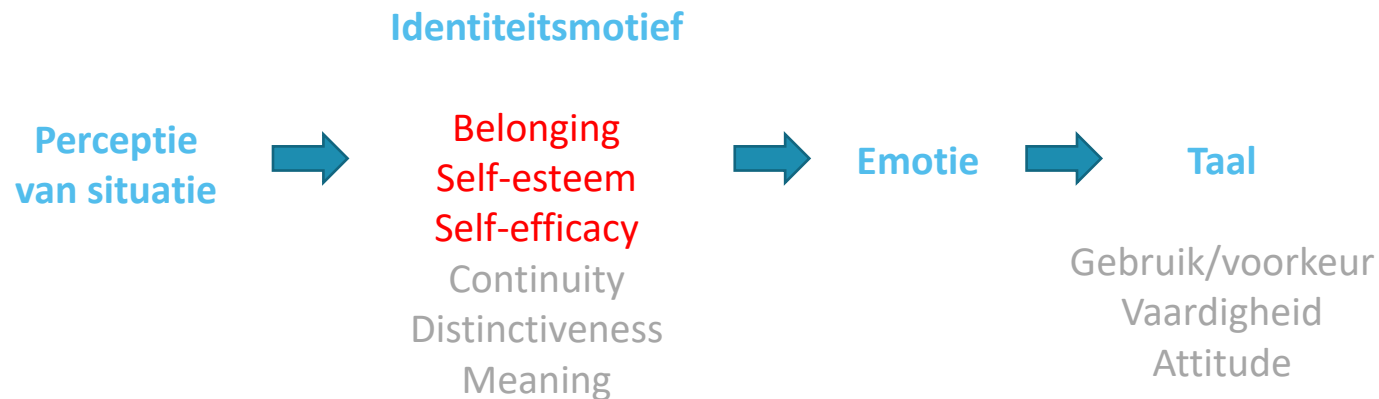 Identiteitsmotief
Perceptie
van situatie
Belonging
Self-esteem
Self-efficacy
Continuity
Distinctiveness
Meaning
Emotie
Taal
Gebruik/voorkeur
Vaardigheid
Attitude